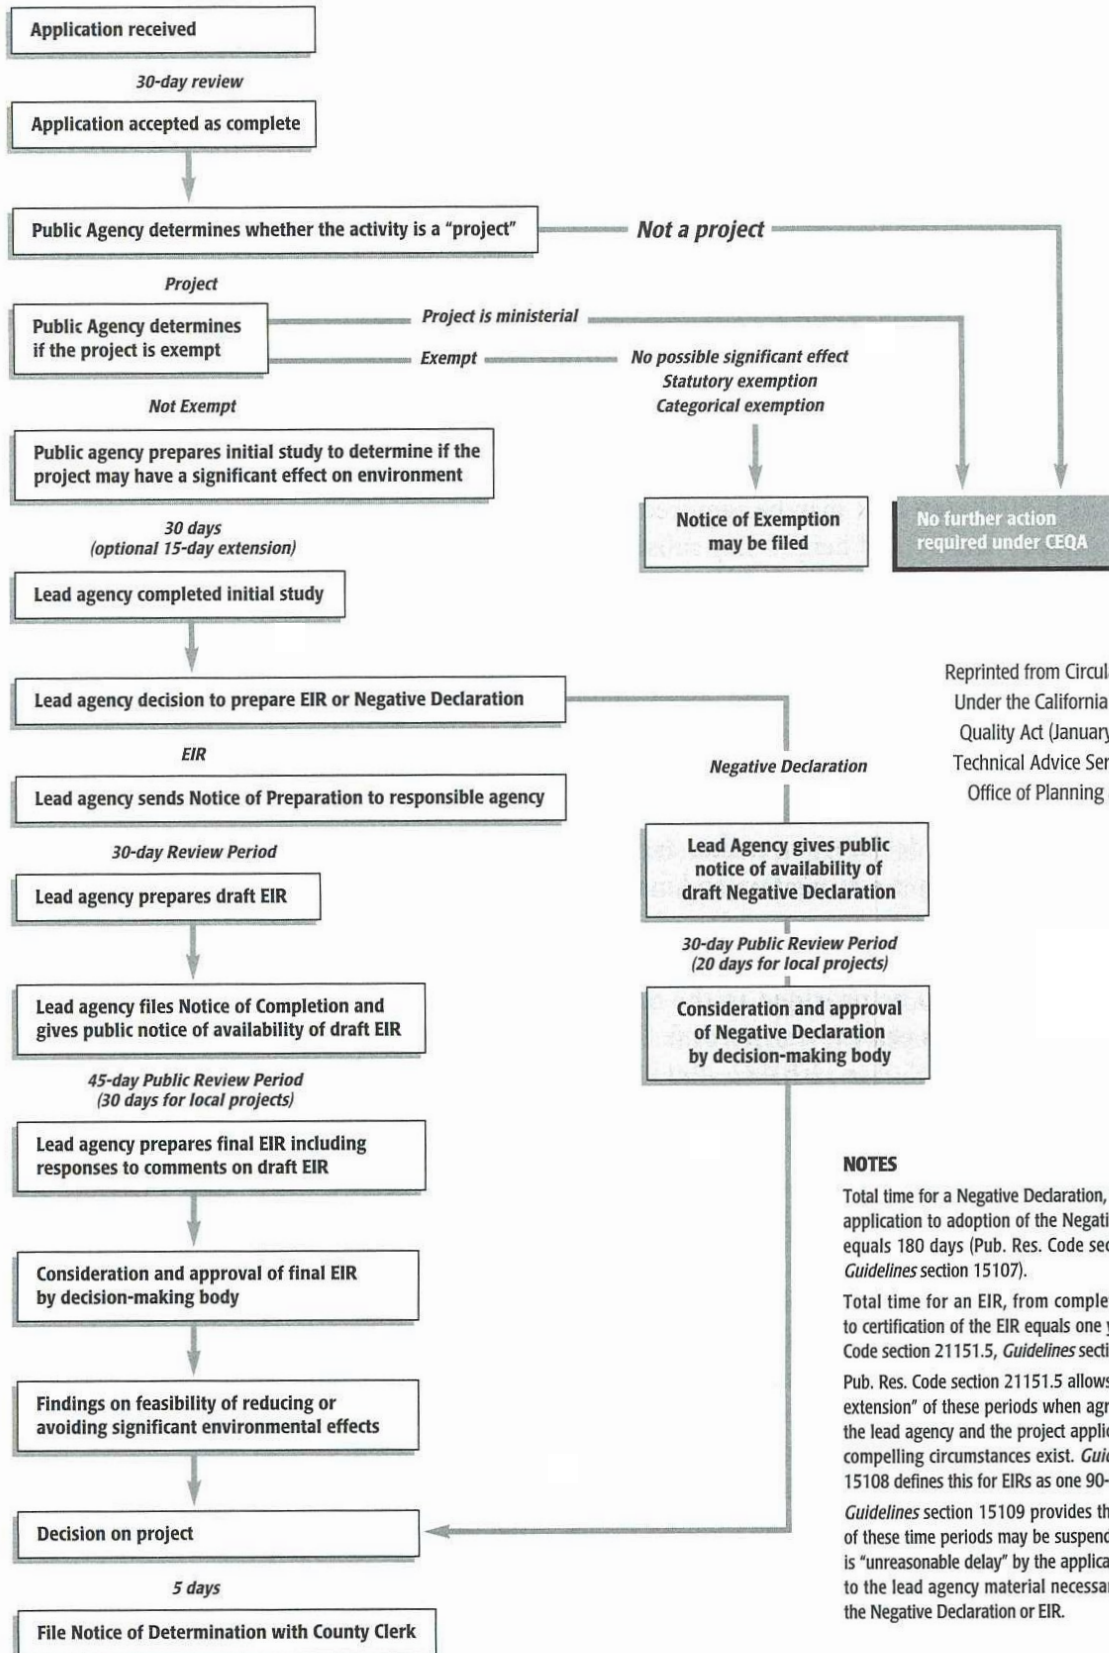 Application received
30-day review
Application accepted as complete
Public Agency determines whether the activity is a "project"
Not a project
Project
Public Agency determines
if the project is exempt
Project is ministerial
Exempt
No possible significant effect
Statutory exemption
Categorical exemption
Not Exempt
Public agency prepares initial study to determine if the
project may have a significant effect on environment
Notice of Exemption
may be filed
No further action
required under CEQA
30 days
(optional 15-day extension)
Lead agency completed initial study
Lead agency decision to prepare EIR or Negative Declaration
EIR
Lead agency sends Notice of Preparation to responsible agency
30-day Review Period
Lead agency prepares draft EIR
Lead agency files Notice of Completion and
gives public notice of availability of draft EIR
45-day Public Review Period
(30 days for local projects)
Lead agency prepares final EIR including
responses to comments on draft EIR
Consideration and approval of final EIR
by decision-making body
Findings on feasibility of reducing or
avoiding significant environmental effects
Decision on project
5 days
File Notice of Determination with County Clerk
Negative Declaration
Lead Agency gives public
notice of availability of
draft Negative Declaration
30-day Public Review Period
(20 days for local projects)
Consideration and approval
of Negative Declaration
by decision-making body
Reprinted from
Under the California
Quality Act (January
Technical Advice
Office of Planning
NOTES
Total time for a Negative Declaration,
application to adoption of the
equals 180 days (Pub. Res. Code
Guidelines section 15107).
Total time for an EIR, from
to certification of the EIR equals one
Code section 21151.5, Guidelines
Pub. Res. Code section 21151.5 allows
extension" of these periods when
the lead agency and the project
compelling circumstances exist.
15108 defines this for EIRs as one 90-
Guidelines section 15109 provides
of these time periods may be
is "unreasonable delay" by the
to the lead agency material
the Negative Declaration or EIR.